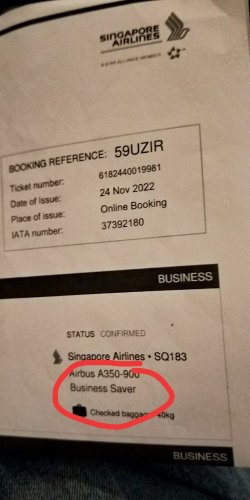 SINGAPORE
AIRLINES
A STAR ALLIANCE MEMBER
BOOKING REFERENCE: 59UZIR
Ticket number: 6182440019981
Date of Issue: 24 Nov 2022
Place of issue: Online Booking
IATA number: 37392180
BUSINESS
STATUS CONFIRMED
Singapore Airlines • SQ183
Airbus A350-900
Business Saver
Checked baggage 40kg
BUSINESS